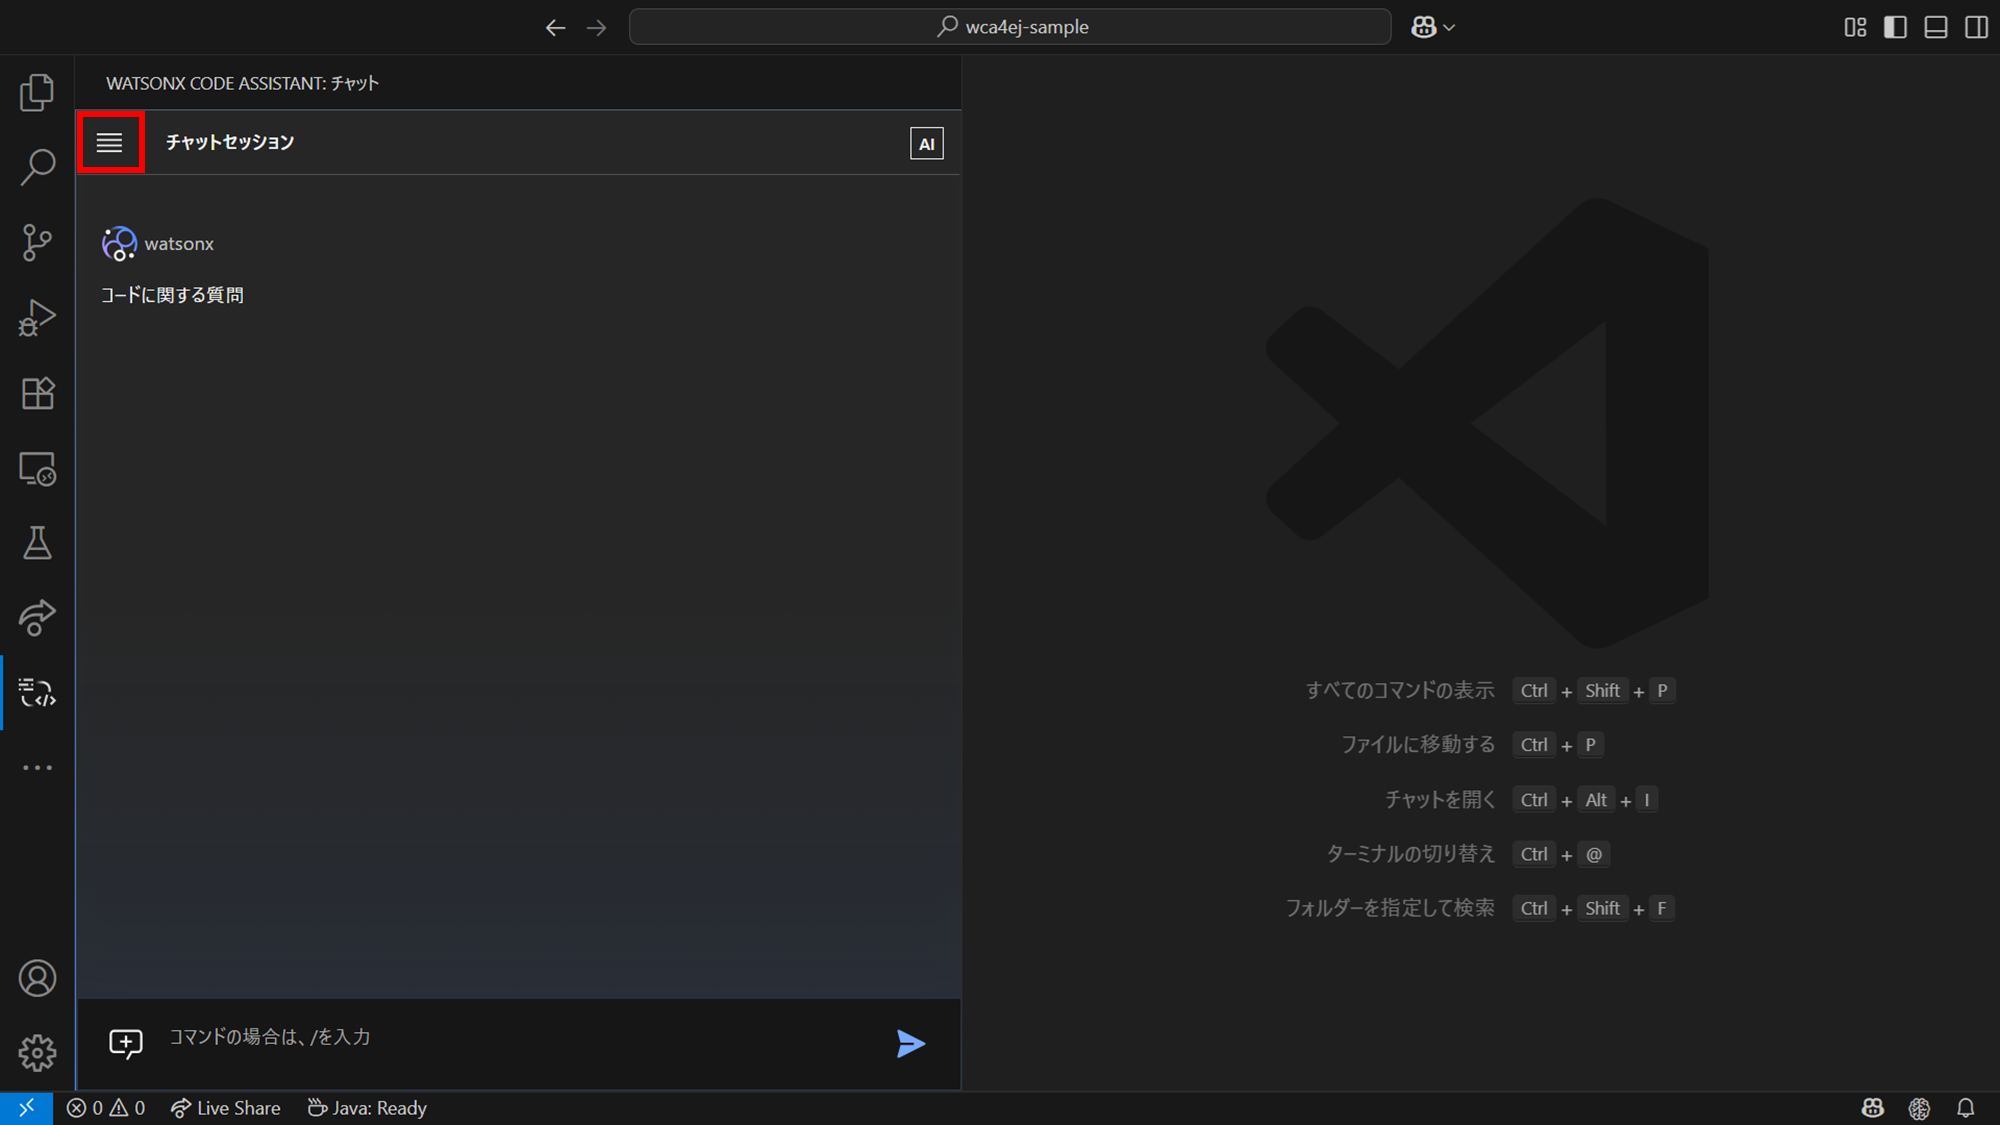 wca4ej-sample
WATSONX CODE ASSISTANT: チャット
チャットセッション
AI
watsonx
コードに関する質問
すべてのコマンドの表示 Ctrl + Shift + P
ファイルに移動する Ctrl + P
チャットを開く Ctrl + Alt + I
ターミナルの切り替え Ctrl + @
フォルダーを指定して検索 Ctrl + Shift + F
コマンドの場合は、/を入力
0 0 Live Share Java: Ready